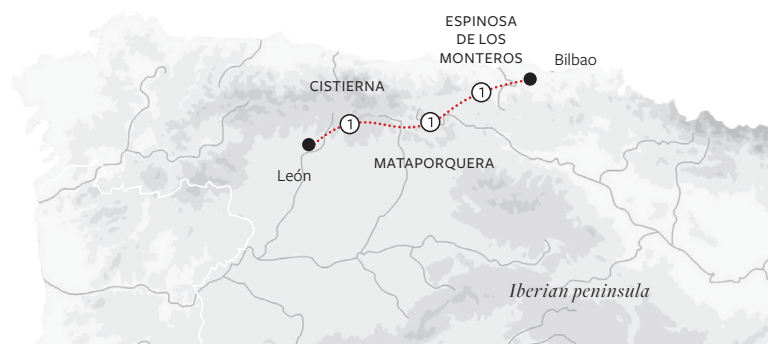 ESPINOSA
DE LOS
MONTEROS
Bilbao
CISTIERNA
1
1
1
MATAPORQUERA
León
Iberian peninsula